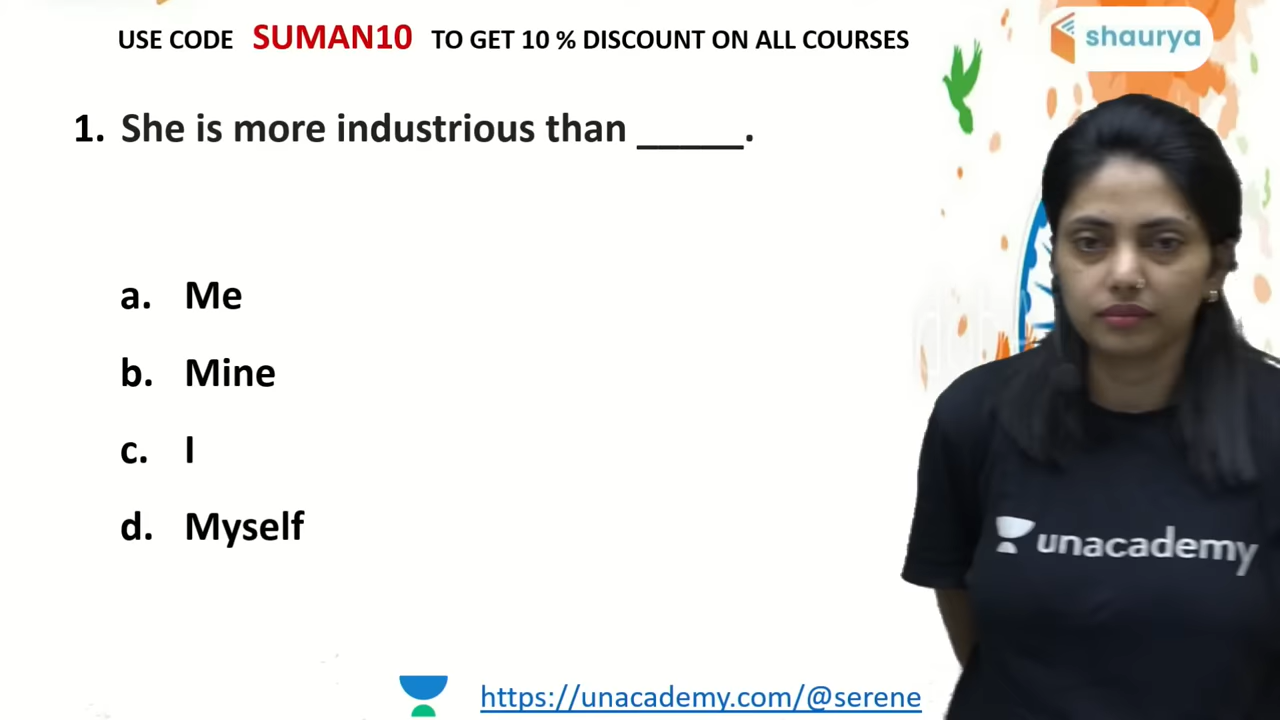 USE CODE SUMAN10 TO GET 10 % DISCOUNT ON ALL COURSES
shaurya
1. She is more industrious than _____.
a. Me
b. Mine
c. I
d. Myself
unacademy
https://unacademy.com/@serene